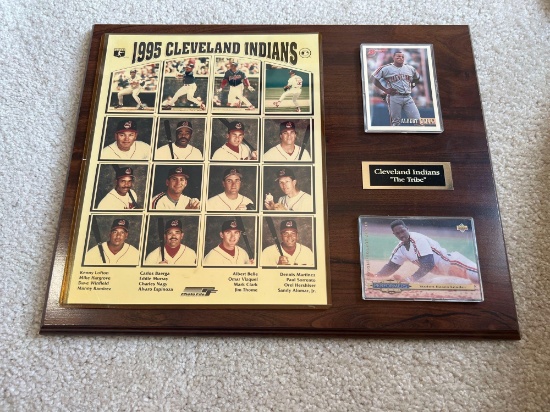 1995 CLEVELAND INDIANS
Kenny Lofton
Mike Hargrove
Dave Winfield
Manny Ramirez
Carlos Baerga
Eddie Murray
Charles Nagy
Alvaro Espinoza
Albert Belle
Omar Vizquel
Mark Clark
Jim Thome
Dennis Martinez
Paul Sorrento
Orel Hershiser
Sandy Alomar, Jr.
ALBERT BELLE
Cleveland Indians
"The Tribe"